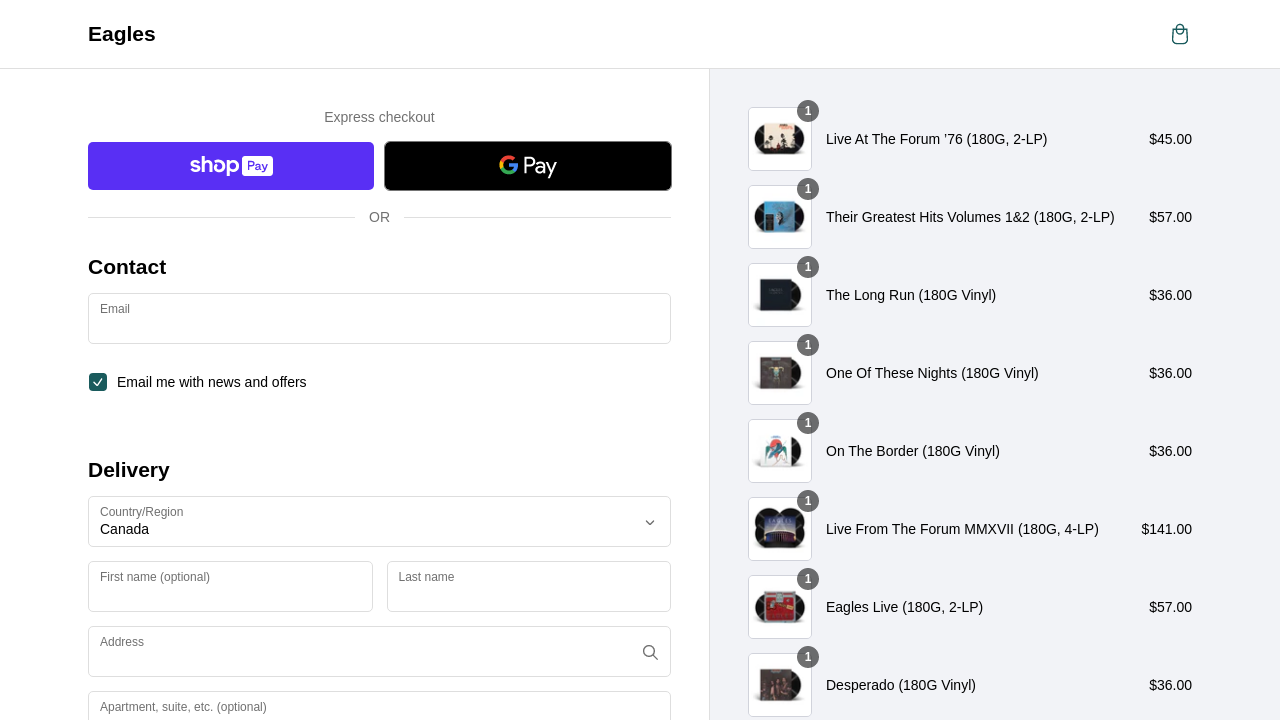 Eagles
Express checkout
shop Pay
G Pay
OR
Contact
Email
Email me with news and offers
Delivery
Country/Region
Canada
First name (optional)
Last name
Address
Apartment, suite, etc. (optional)
1
Live At The Forum '76 (180G, 2-LP)
$45.00
1
Their Greatest Hits Volumes 1&2 (180G, 2-LP)
$57.00
1
The Long Run (180G Vinyl)
$36.00
1
One Of These Nights (180G Vinyl)
$36.00
1
On The Border (180G Vinyl)
$36.00
1
Live From The Forum MMXVII (180G, 4-LP)
$141.00
1
Eagles Live (180G, 2-LP)
$57.00
1
Desperado (180G Vinyl)
$36.00